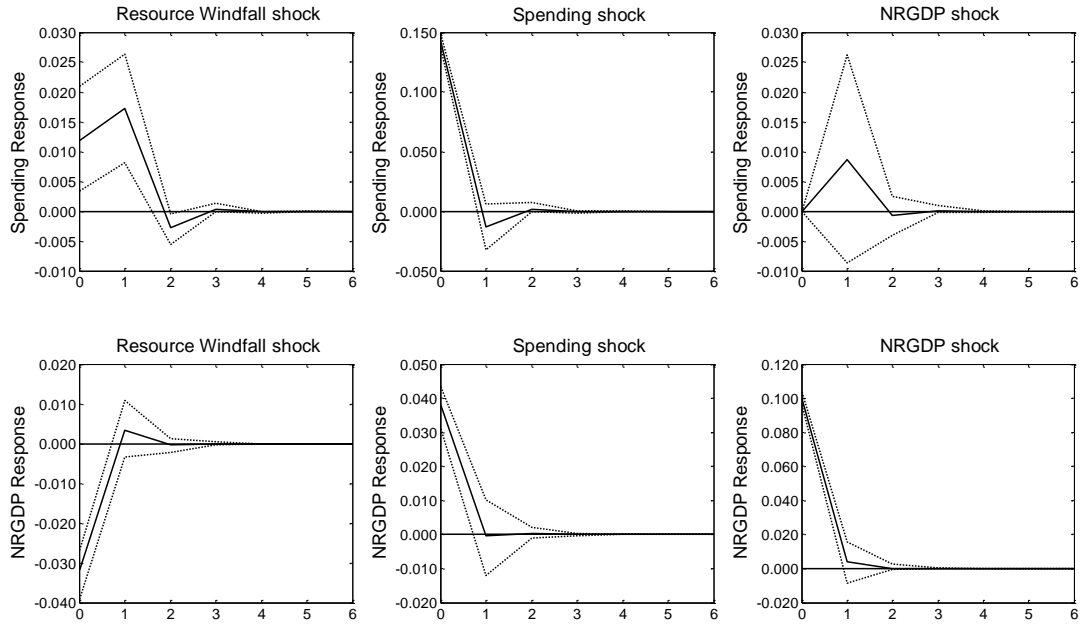 Resource Windfall shock
Spending Response
0.030
0.025
0.020
0.015
0.010
0.005
0.000
-0.005
-0.010
0 1 2 3 4 5 6
Spending shock
Spending Response
0.150
0.100
0.050
0.000
-0.050
0 1 2 3 4 5 6
NRGDP shock
Spending Response
0.030
0.025
0.020
0.015
0.010
0.005
0.000
-0.005
-0.010
0 1 2 3 4 5 6
Resource Windfall shock
NRGDP Response
0.020
0.010
0.000
-0.010
-0.020
-0.030
-0.040
0 1 2 3 4 5 6
Spending shock
NRGDP Response
0.050
0.040
0.030
0.020
0.010
0.000
-0.010
-0.020
0 1 2 3 4 5 6
NRGDP shock
NRGDP Response
0.120
0.100
0.080
0.060
0.040
0.020
0.000
-0.020
0 1 2 3 4 5 6